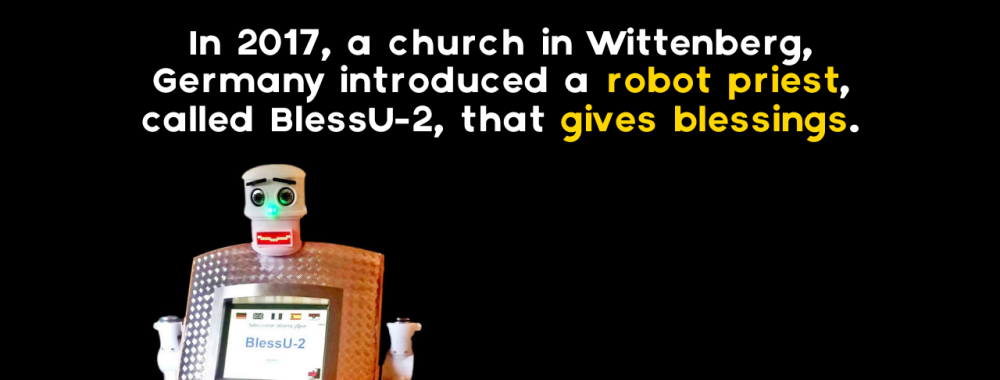 In 2017, a church in Wittenberg,
Germany introduced a robot priest,
called BlessU-2, that gives blessings.
BlessU-2